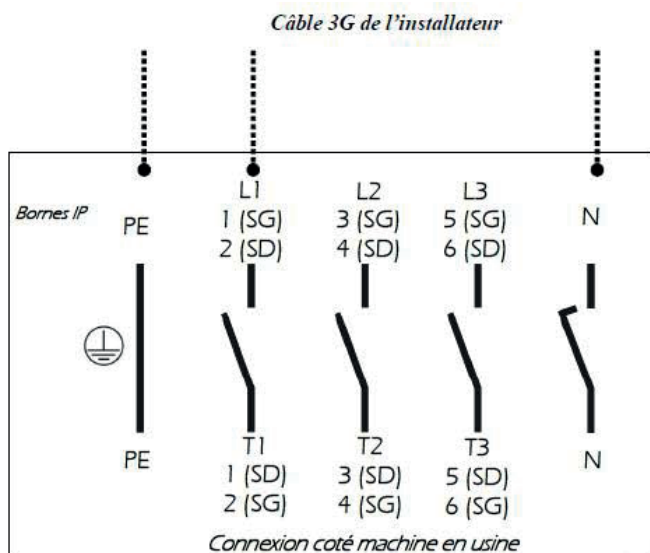 Câble 3G de l'installateur
Bornes IP
PE L1 L2 L3 N
1 (SG) 3 (SG) 5 (SG)
2 (SD) 4 (SD) 6 (SD)
PE T1 T2 T3 N
1 (SD) 3 (SD) 5 (SD)
2 (SG) 4 (SG) 6 (SG)
Connexion coté machine en usine